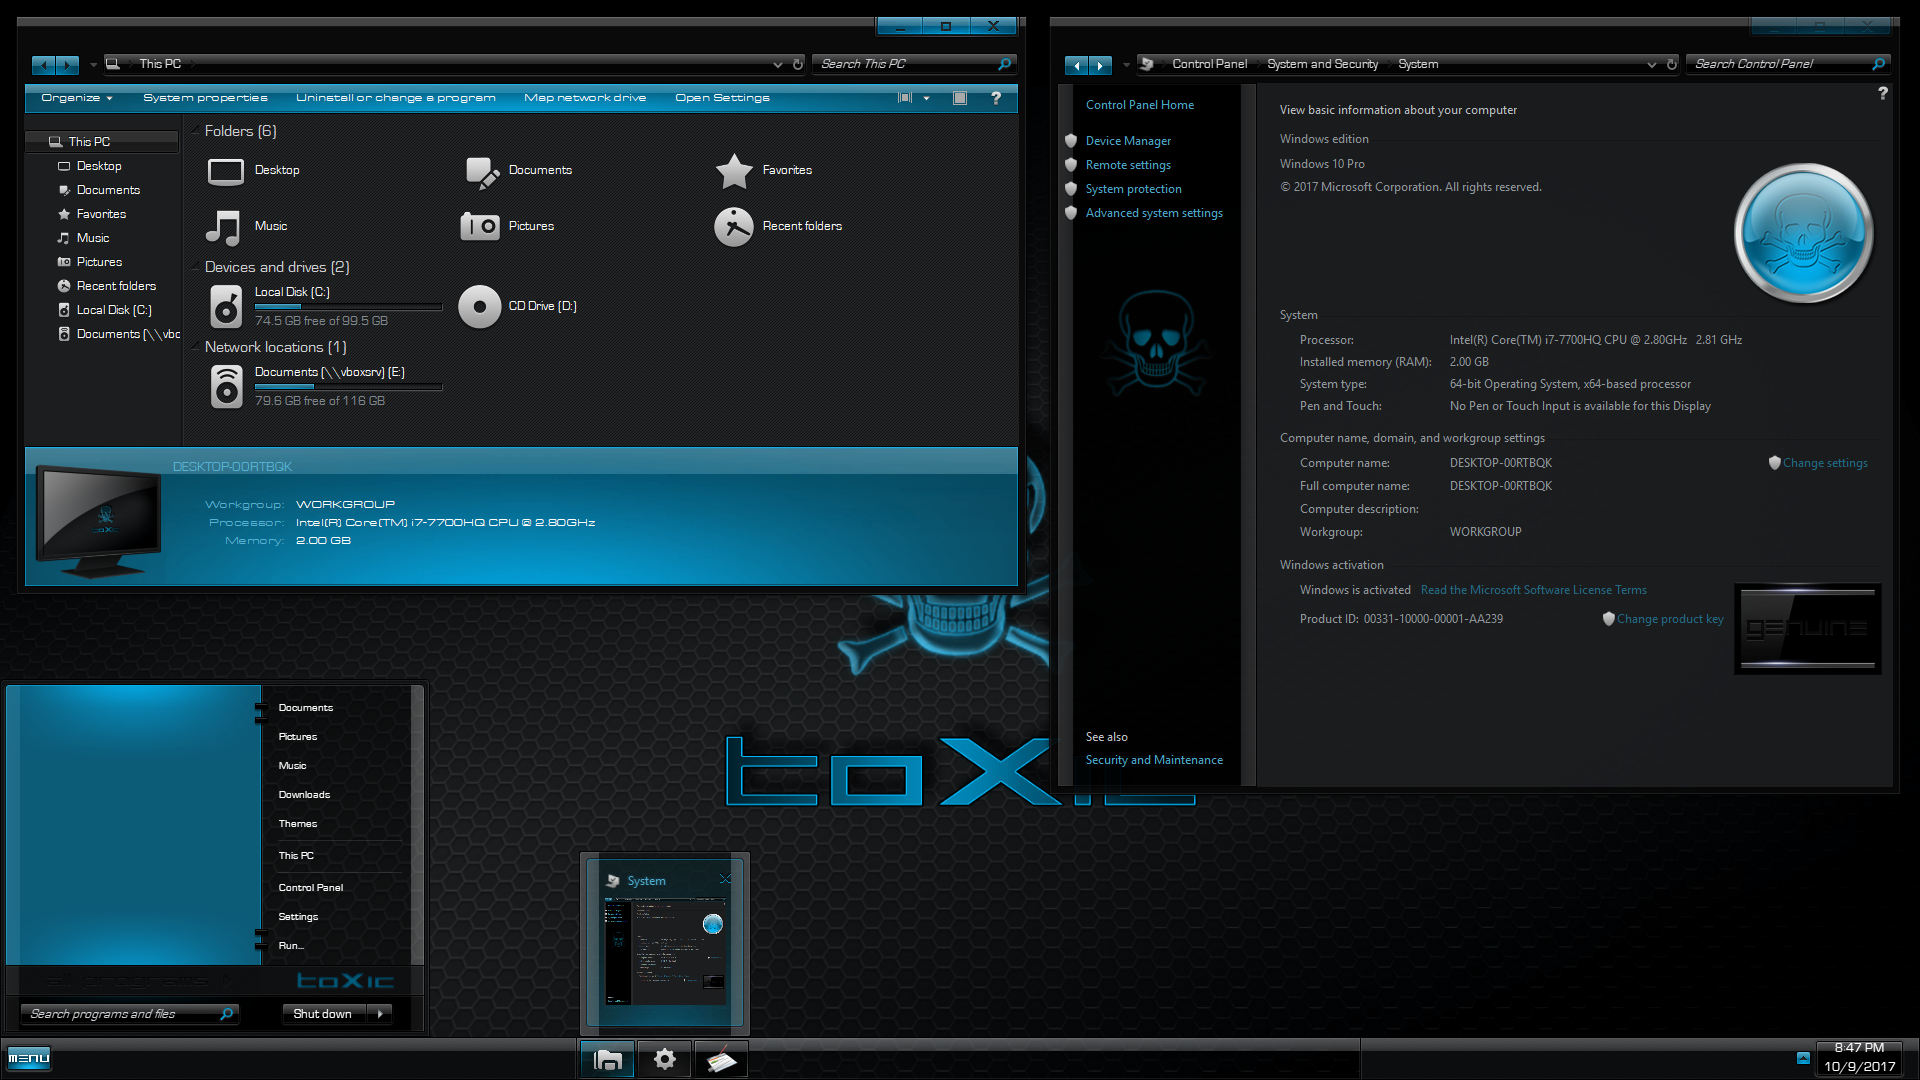 This PC
Search This PC
Organize
System properties
Uninstall or change a program
Map network drive
Open Settings
?
This PC
Desktop
Documents
Favorites
Music
Pictures
Recent folders
Local Disk (C:)
Documents (\\vbo
Folders (6)
Desktop
Documents
Favorites
Music
Pictures
Recent folders
Devices and drives (2)
Local Disk (C:)
74.5 GB free of 99.5 GB
CD Drive (D:)
Network locations (1)
Documents (\\vboxsrv) (E:)
79.6 GB free of 116 GB
DESKTOP-00RTBQK
Workgroup: WORKGROUP
Processor: Intel(R) Core(TM) i7-7700HQ CPU @ 2.80GHz
Memory: 2.00 GB
toxic
Control Panel System and Security System
Search Control Panel
?
Control Panel Home
Device Manager
Remote settings
System protection
Advanced system settings
See also
Security and Maintenance
View basic information about your computer
Windows edition
Windows 10 Pro
© 2017 Microsoft Corporation. All rights reserved.
System
Processor: Intel(R) Core(TM) i7-7700HQ CPU @ 2.80GHz 2.81 GHz
Installed memory (RAM): 2.00 GB
System type: 64-bit Operating System, x64-based processor
Pen and Touch: No Pen or Touch Input is available for this Display
Computer name, domain, and workgroup settings
Computer name: DESKTOP-00RTBQK
Change settings
Full computer name: DESKTOP-00RTBQK
Computer description:
Workgroup: WORKGROUP
Windows activation
Windows is activated Read the Microsoft Software License Terms
Product ID: 00331-10000-00001-AA239
Change product key
genuine
toXic
Documents
Pictures
Music
Downloads
Themes
This PC
Control Panel
Settings
Run...
all programs
toXic
Search programs and files
Shut down
System
menu
8:47 PM
10/9/2017